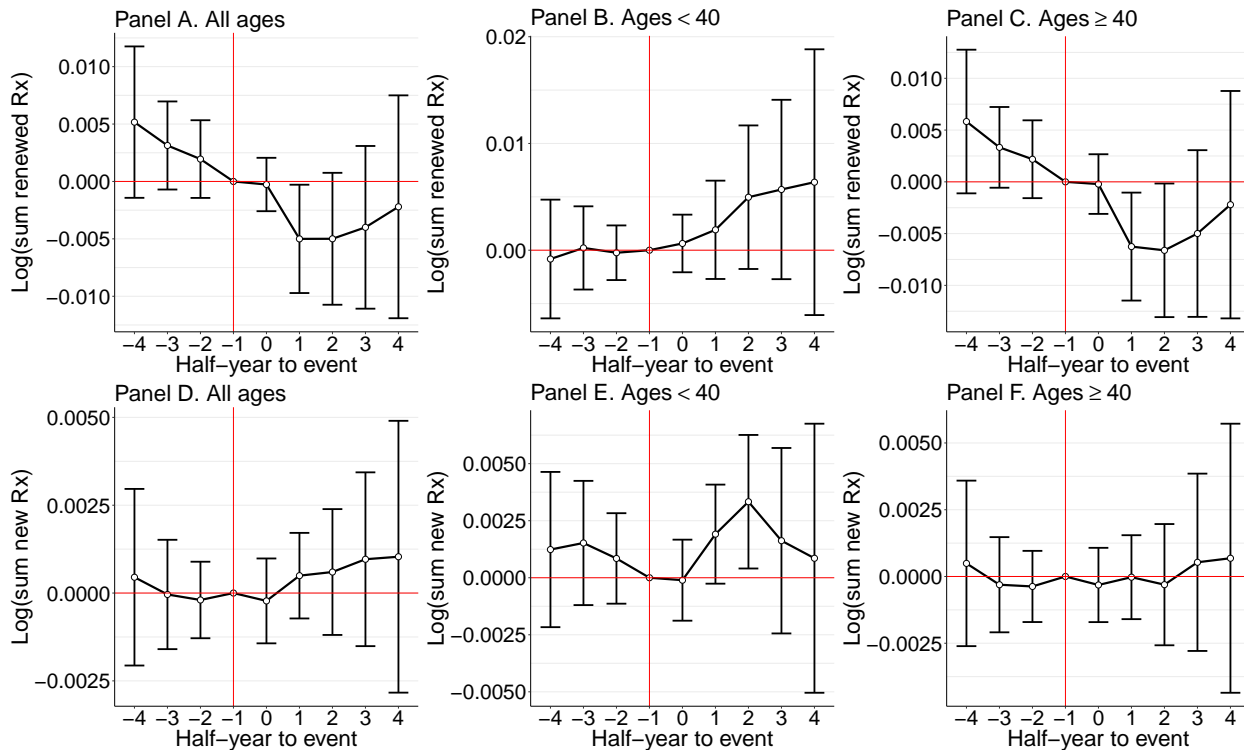 Panel A. All ages
Log(sum renewed Rx)
0.010
0.005
0.000
−0.005
−0.010
−4 −3 −2 −1 0 1 2 3 4
Half−year to event
Panel B. Ages < 40
Log(sum renewed Rx)
0.02
0.01
0.00
−4 −3 −2 −1 0 1 2 3 4
Half−year to event
Panel C. Ages ≥ 40
Log(sum renewed Rx)
0.010
0.005
0.000
−0.005
−0.010
−4 −3 −2 −1 0 1 2 3 4
Half−year to event
Panel D. All ages
Log(sum new Rx)
0.0050
0.0025
0.0000
−0.0025
−4 −3 −2 −1 0 1 2 3 4
Half−year to event
Panel E. Ages < 40
Log(sum new Rx)
0.0050
0.0025
0.0000
−0.0025
−0.0050
−4 −3 −2 −1 0 1 2 3 4
Half−year to event
Panel F. Ages ≥ 40
Log(sum new Rx)
0.0050
0.0025
0.0000
−0.0025
−4 −3 −2 −1 0 1 2 3 4
Half−year to event